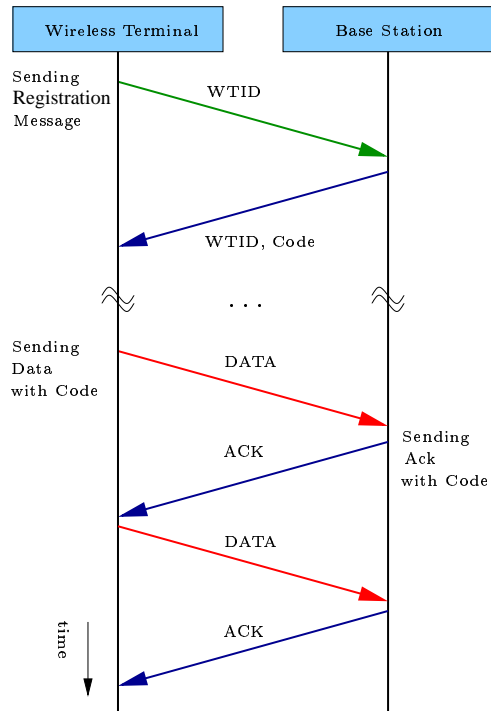 Wireless Terminal
Base Station
Sending
Registration
Message
WTID
WTID, Code
. . .
Sending
Data
with Code
DATA
Sending
Ack
with Code
ACK
DATA
ACK
time